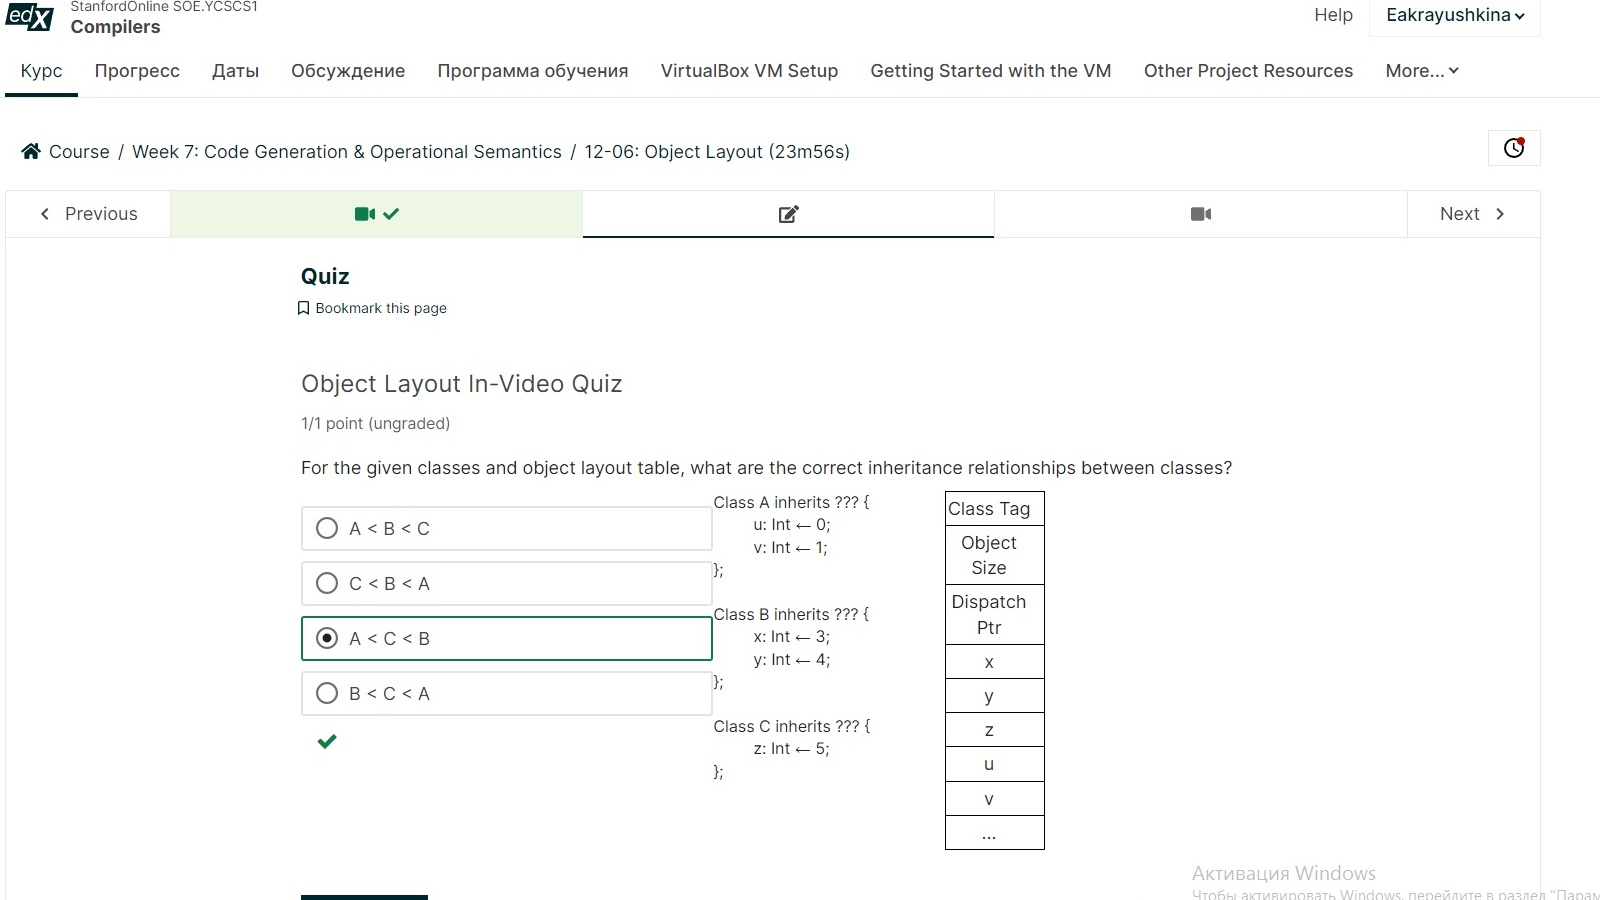 edX
StanfordOnline SOE.YCSCS1
Compilers
Help
Eakrayushkina
Курс
Прогресс
Даты
Обсуждение
Программа обучения
VirtualBox VM Setup
Getting Started with the VM
Other Project Resources
More...
Course / Week 7: Code Generation & Operational Semantics / 12-06: Object Layout (23m56s)
Previous
Next
Quiz
Bookmark this page
Object Layout In-Video Quiz
1/1 point (ungraded)
For the given classes and object layout table, what are the correct inheritance relationships between classes?
A < B < C
C < B < A
A < C < B
B < C < A
Class A inherits ??? {
u: Int ← 0;
v: Int ← 1;
};
Class B inherits ??? {
x: Int ← 3;
y: Int ← 4;
};
Class C inherits ??? {
z: Int ← 5;
};
Class Tag
Object
Size
Dispatch
Ptr
x
y
z
u
v
...
Активация Windows
Чтобы активировать Windows, перейдите в раздел "Парам